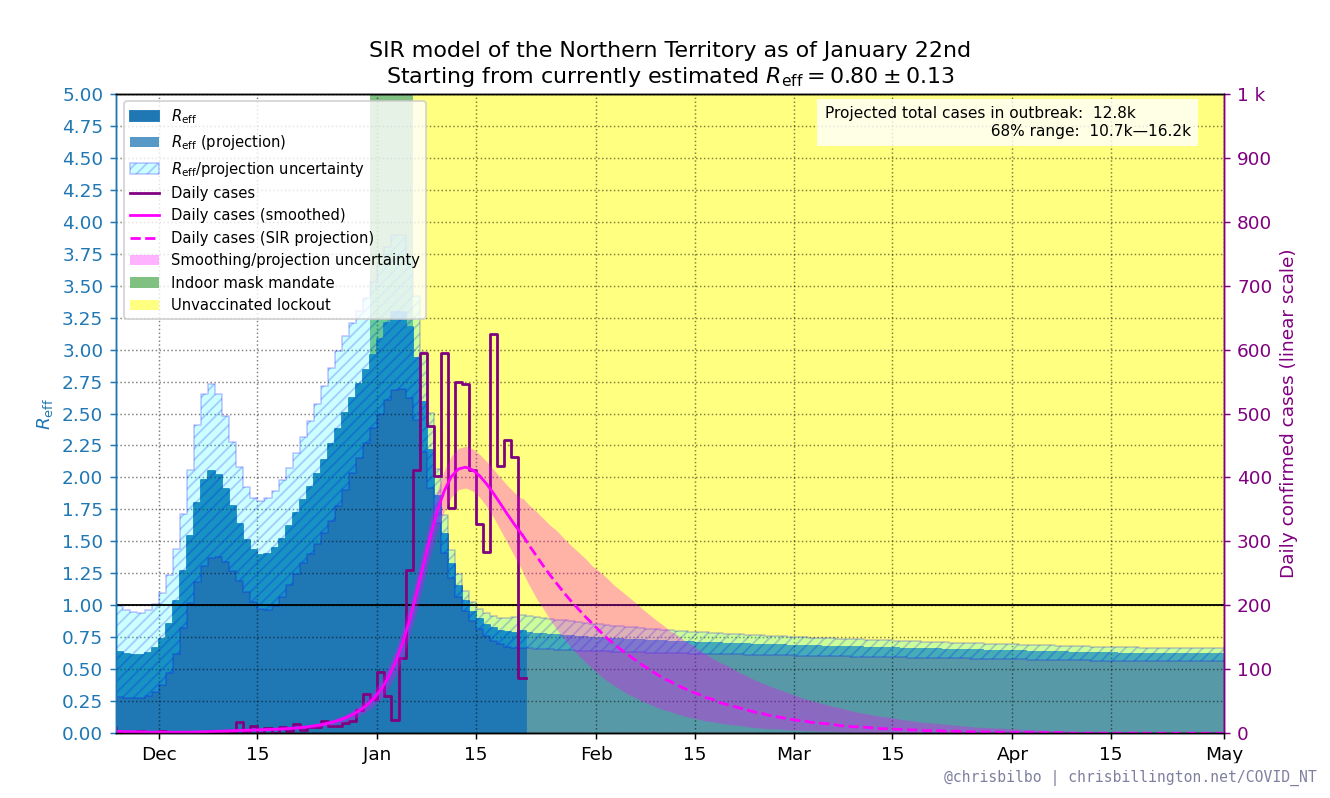 SIR model of the Northern Territory as of January 22nd
Starting from currently estimated Reff = 0.80 ± 0.13
Projected total cases in outbreak: 12.8k
68% range: 10.7k—16.2k
Reff
Reff (projection)
Reff/projection uncertainty
Daily cases
Daily cases (smoothed)
Daily cases (SIR projection)
Smoothing/projection uncertainty
Indoor mask mandate
Unvaccinated lockout
Reff
5.00
4.75
4.50
4.25
4.00
3.75
3.50
3.25
3.00
2.75
2.50
2.25
2.00
1.75
1.50
1.25
1.00
0.75
0.50
0.25
0.00
1 k
900
800
700
600
500
400
300
200
100
0
Daily confirmed cases (linear scale)
Dec 15 Jan 15 Feb 15 Mar 15 Apr 15 May
@chrisbilbo | chrisbillington.net/COVID_NT